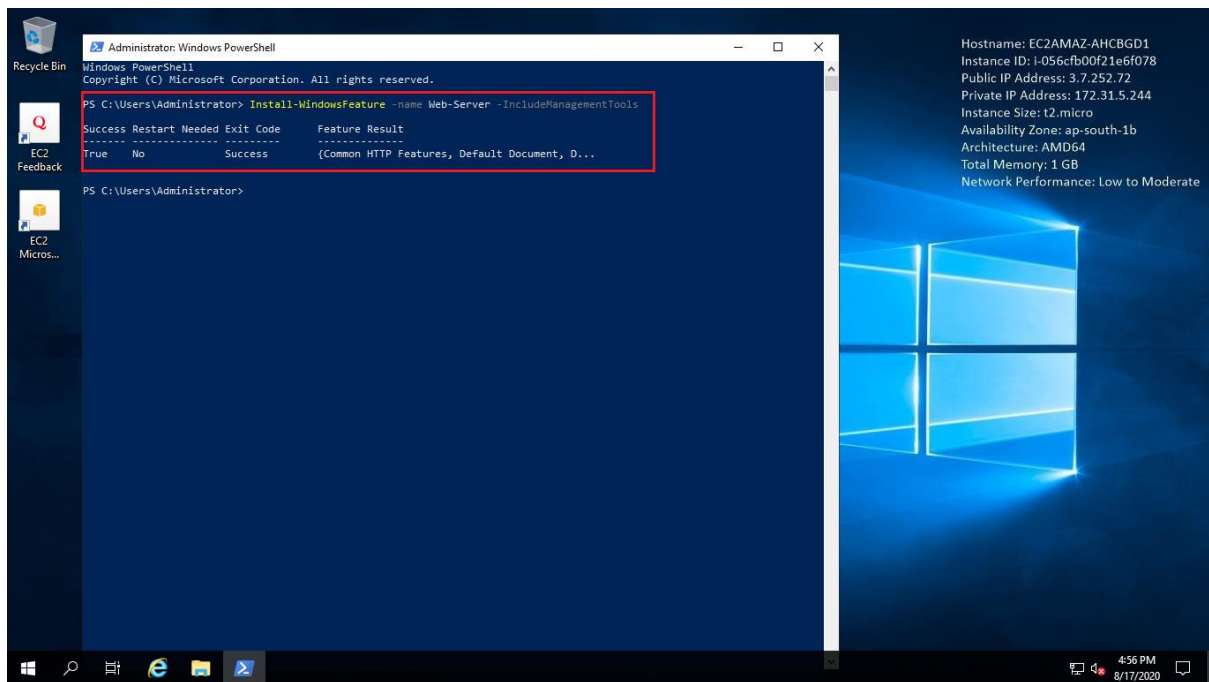 Recycle Bin
EC2
Feedback
EC2
Micros...
Administrator: Windows PowerShell
Windows PowerShell
Copyright (C) Microsoft Corporation. All rights reserved.
PS C:\Users\Administrator> Install-WindowsFeature -name Web-Server -IncludeManagementTools
Success Restart Needed Exit Code      Feature Result
------- -------------- ---------      --------------
True    No             Success        {Common HTTP Features, Default Document, D...
PS C:\Users\Administrator>
Hostname: EC2AMAZ-AHCBGD1
Instance ID: i-056cfb00f21e6f078
Public IP Address: 3.7.252.72
Private IP Address: 172.31.5.244
Instance Size: t2.micro
Availability Zone: ap-south-1b
Architecture: AMD64
Total Memory: 1 GB
Network Performance: Low to Moderate
4:56 PM
8/17/2020